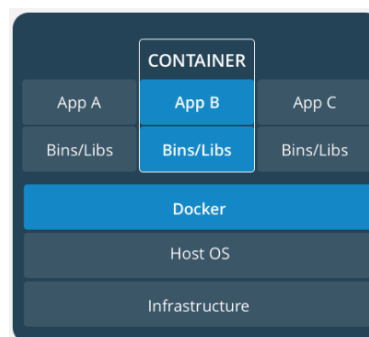 CONTAINER
App A App B App C
Bins/Libs Bins/Libs Bins/Libs
Docker
Host OS
Infrastructure